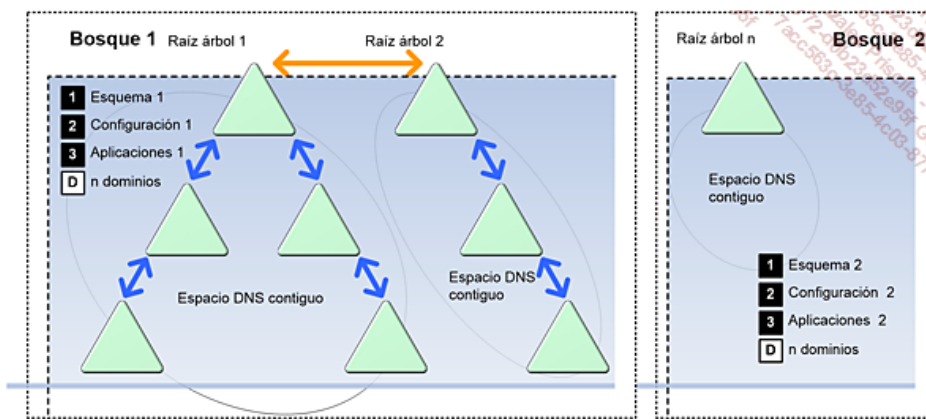 Bosque 1
Raíz árbol 1
Raíz árbol 2
1 Esquema 1
2 Configuración 1
3 Aplicaciones 1
D n dominios
Espacio DNS contiguo
Espacio DNS
contiguo
Raíz árbol n
Bosque 2
Espacio DNS
contiguo
1 Esquema 2
2 Configuración 2
3 Aplicaciones 2
D n dominios